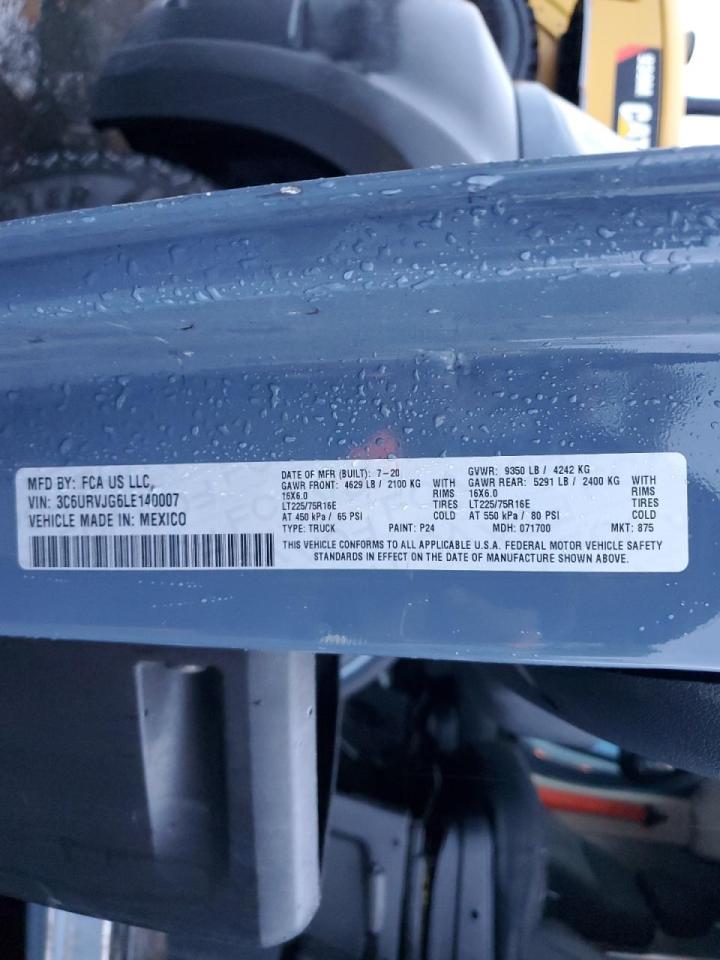 CAT
MFD BY: FCA US LLC,
VIN: 3C6URVJG6LE140007
VEHICLE MADE IN: MEXICO
DATE OF MFR (BUILT): 7-20
GVWR: 9350 LB / 4242 KG
GAWR FRONT: 4629 LB / 2100 KG WITH
16X6.0 RIMS
LT225/75R16E TIRES
AT 450 kPa / 65 PSI COLD
GAWR REAR: 5291 LB / 2400 KG WITH
16X6.0 RIMS
LT225/75R16E TIRES
AT 550 kPa / 80 PSI COLD
TYPE: TRUCK PAINT: P24 MDH: 071700 MKT: 875
THIS VEHICLE CONFORMS TO ALL APPLICABLE U.S.A. FEDERAL MOTOR VEHICLE SAFETY
STANDARDS IN EFFECT ON THE DATE OF MANUFACTURE SHOWN ABOVE.